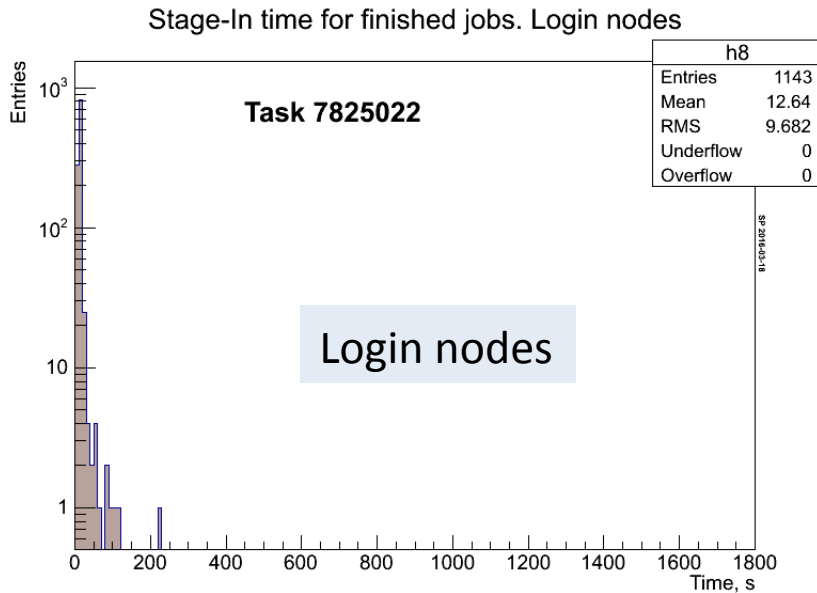 Stage-In time for finished jobs. Login nodes
h8
Entries 1143
Mean 12.64
RMS 9.682
Underflow 0
Overflow 0
Entries
10³
10²
10
1
Task 7825022
SP 2016-03-18
Login nodes
0 200 400 600 800 1000 1200 1400 1600 1800
Time, s